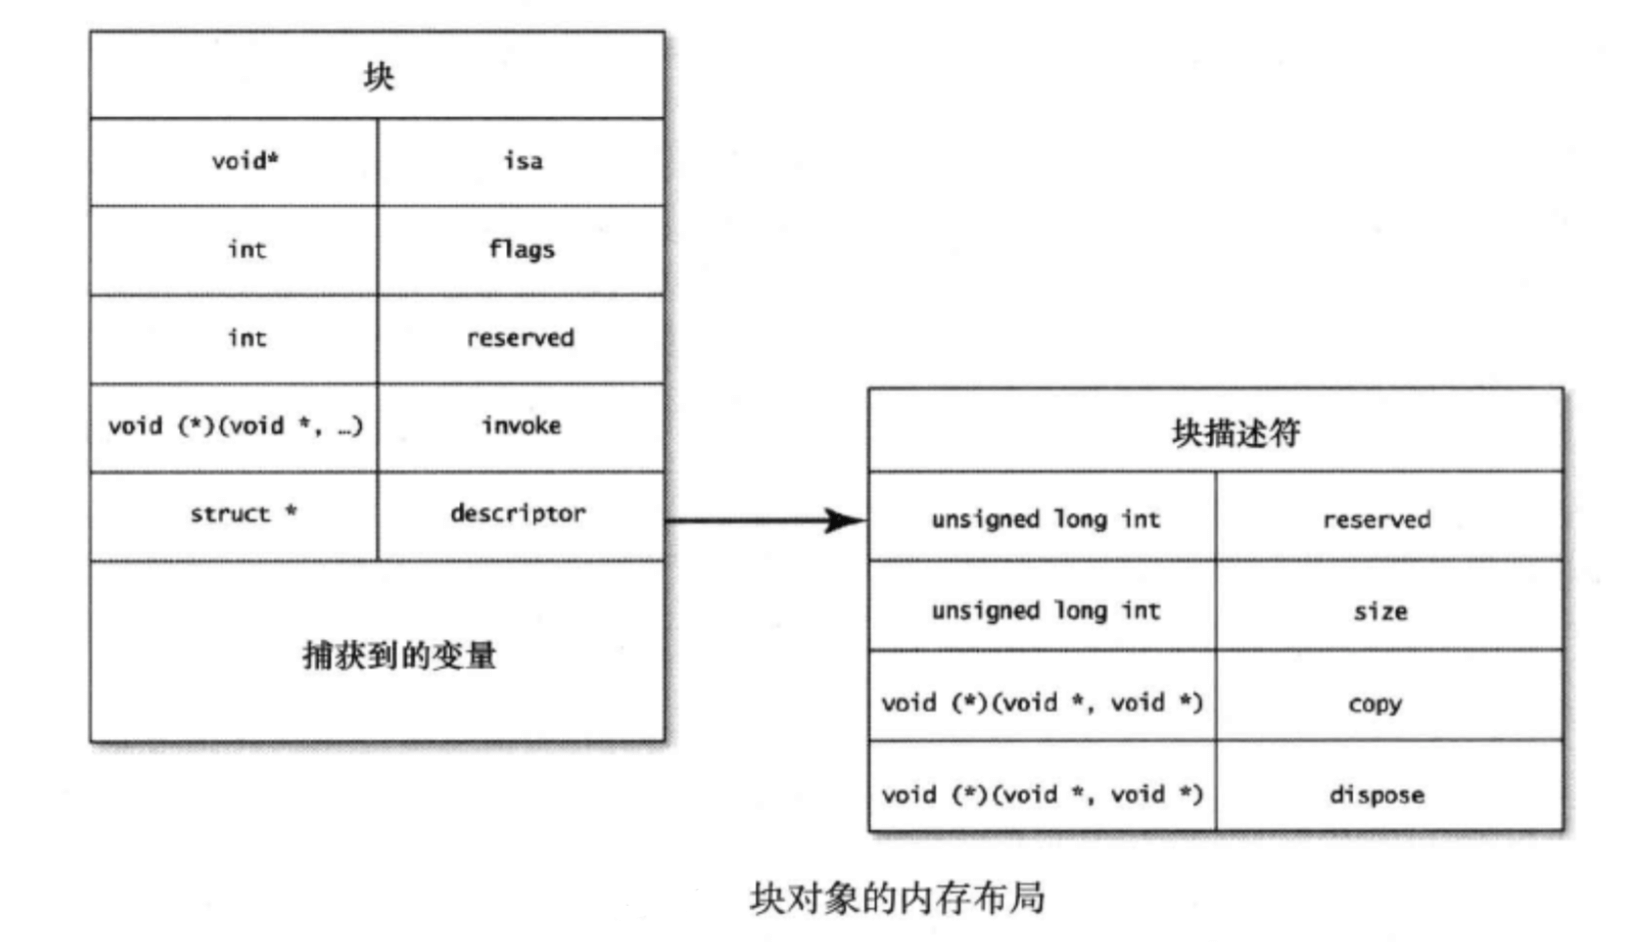 块
void* isa
int flags
int reserved
void (*)(void *, …) invoke
struct * descriptor
捕获到的变量
块描述符
unsigned long int reserved
unsigned long int size
void (*)(void *, void *) copy
void (*)(void *, void *) dispose
块对象的内存布局